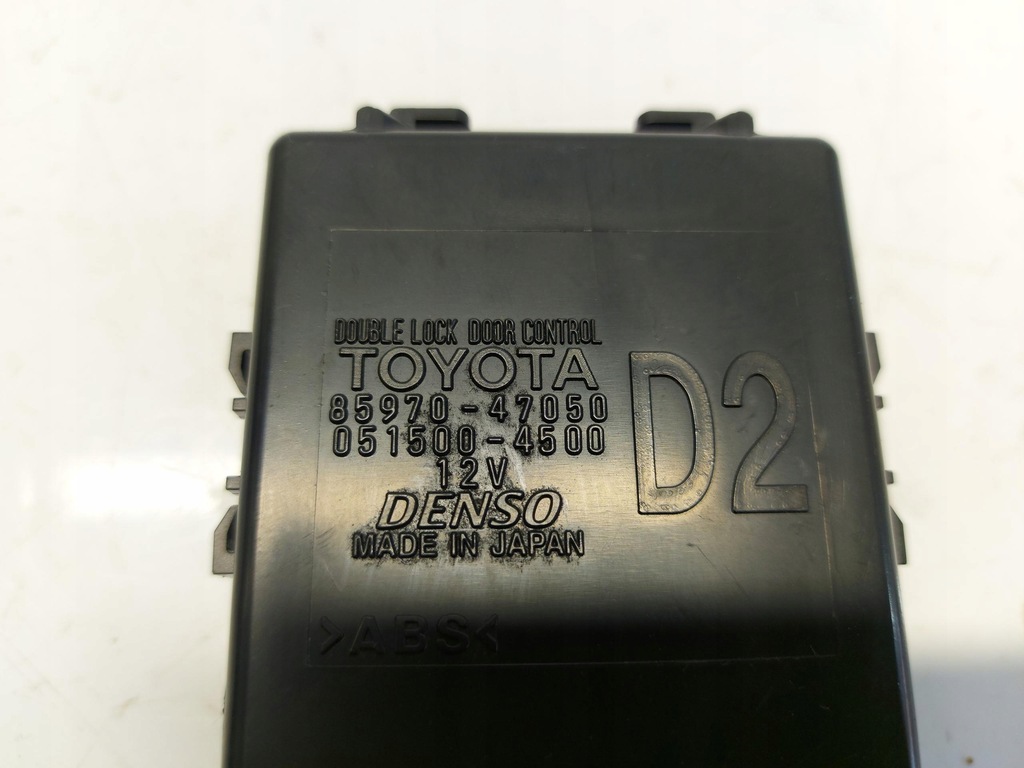 DOUBLE LOCK DOOR CONTROL
TOYOTA
85970-47050
051500-4500
12V
DENSO
MADE IN JAPAN
D2
>ABS<